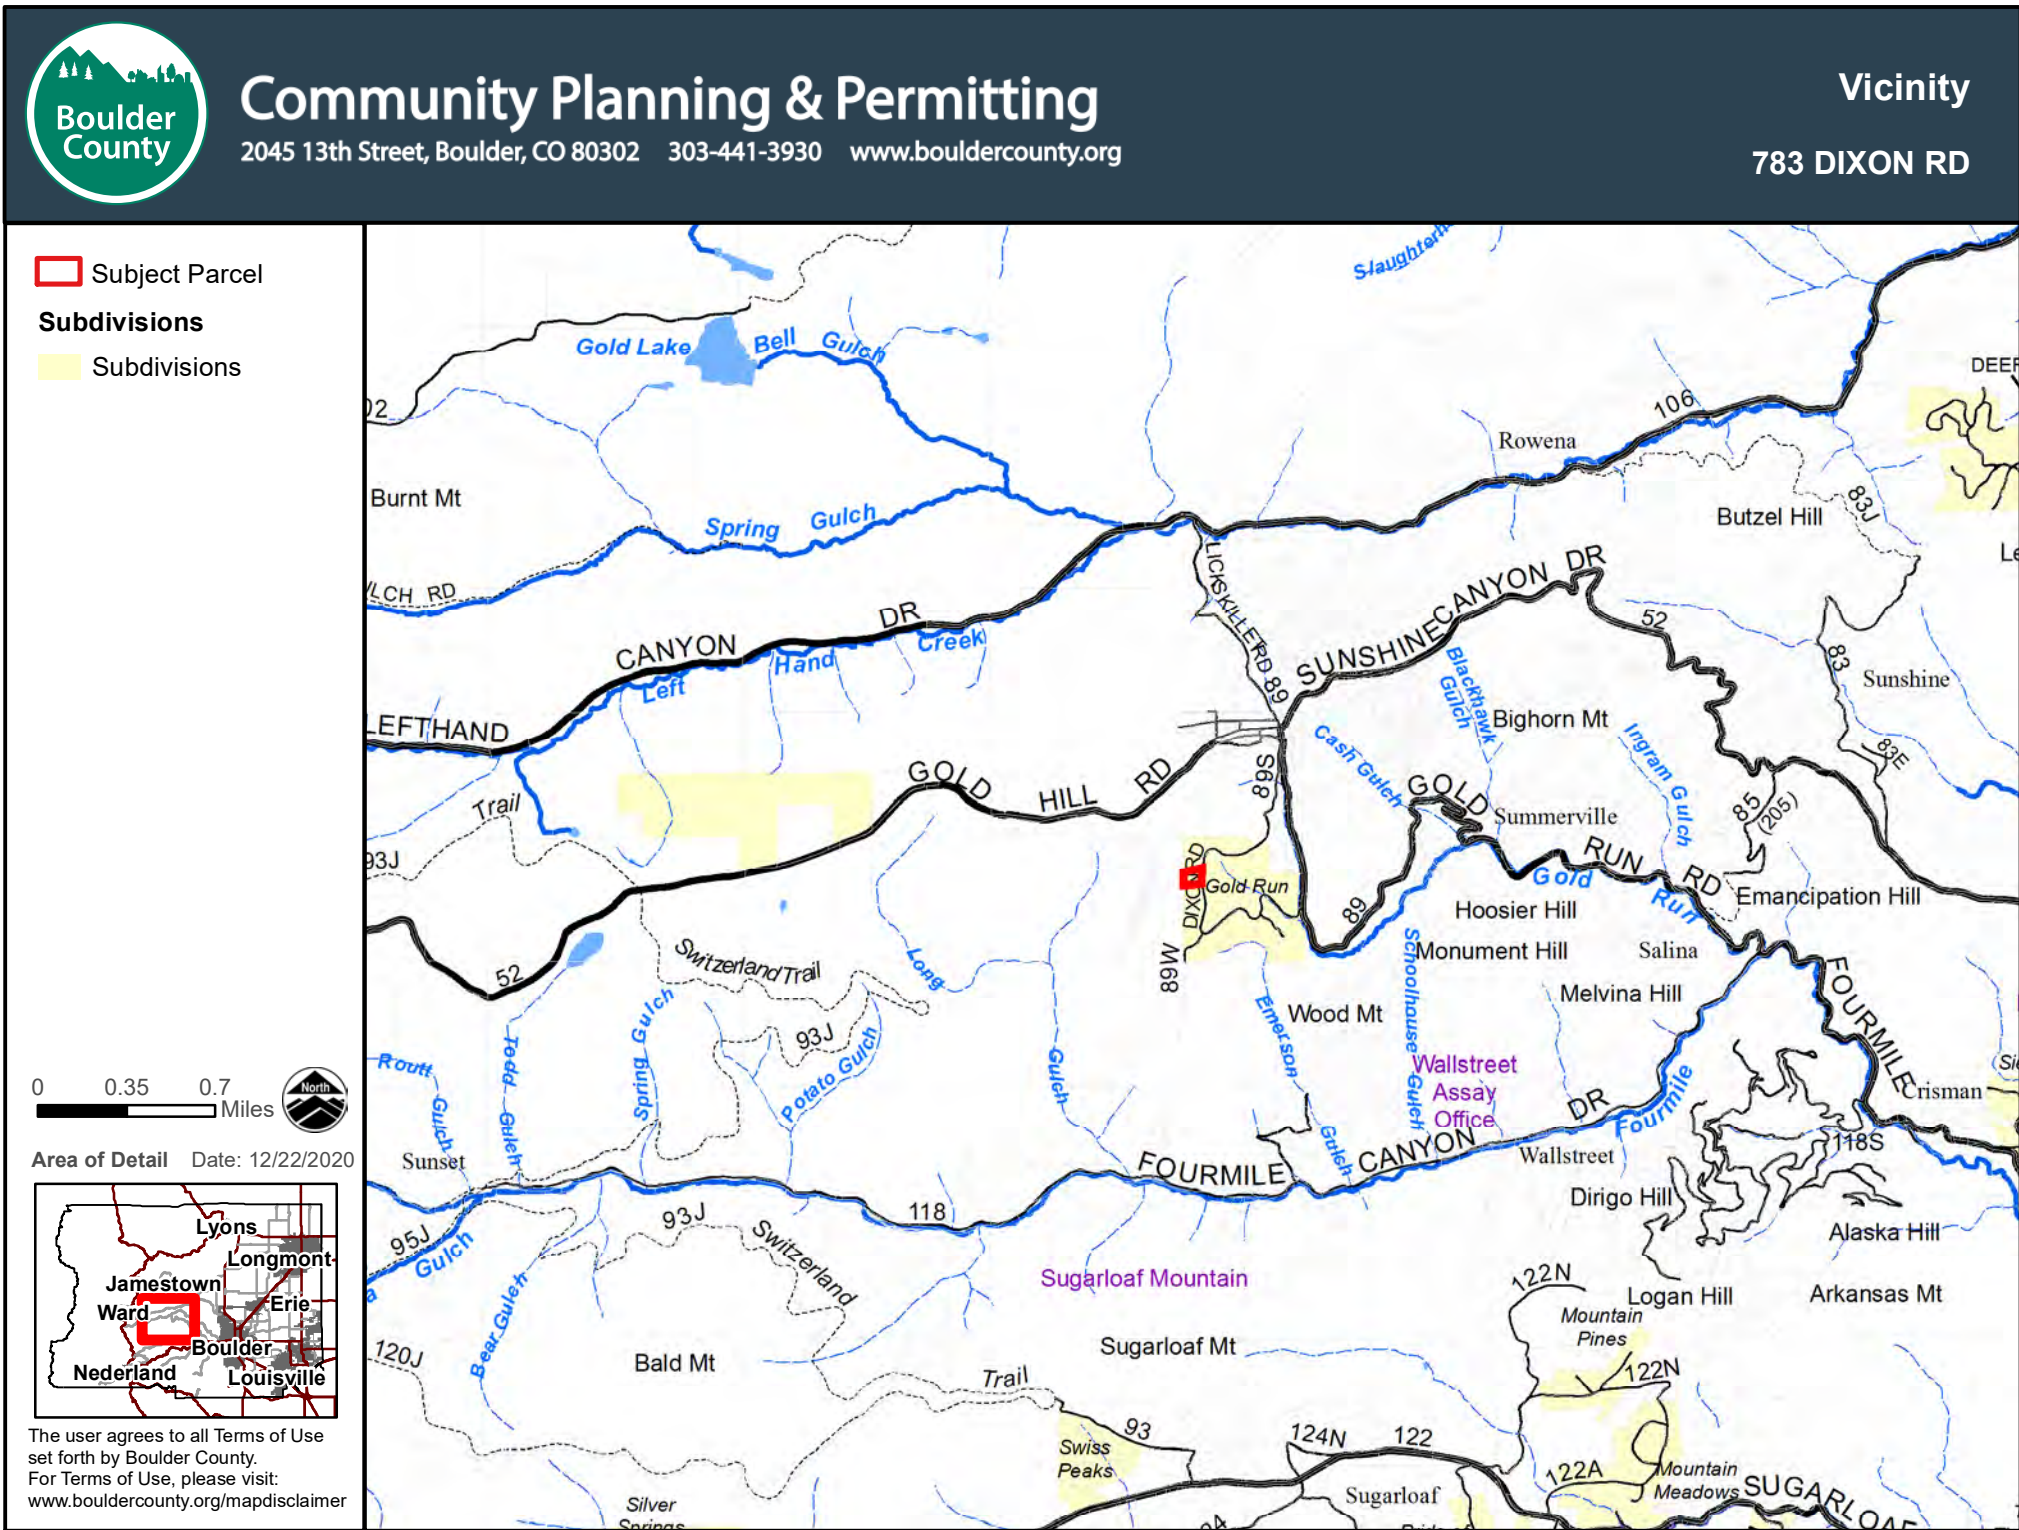 Boulder
County
Community Planning & Permitting
2045 13th Street, Boulder, CO 80302 303-441-3930 www.bouldercounty.org
Vicinity
783 DIXON RD
Subject Parcel
Subdivisions
Subdivisions
0 0.35 0.7
Miles
North
Area of Detail Date: 12/22/2020
Lyons
Longmont
Jamestown
Ward
Erie
Boulder
Nederland
Louisville
The user agrees to all Terms of Use
set forth by Boulder County.
For Terms of Use, please visit:
www.bouldercounty.org/mapdisclaimer
Gold Lake
Bell Gulch
106
Rowena
Burnt Mt
Spring Gulch
Butzel Hill
83J
LICKSKILLET RD 89
SUNSHINE CANYON DR
52
83
Sunshine
LEFTHAND CANYON DR
Left Hand Creek
Blackhawk
Gulch
Bighorn Mt
Cash Gulch
Ingram Gulch
83E
85
(205)
GOLD HILL RD
89S
GOLD RUN RD
Summerville
Trail
93J
DIXON RD
Gold Run
89
Gold Run
Emancipation Hill
Hoosier Hill
Monument Hill
Salina
89W
52
Switzerland Trail
Long Gulch
Melvina Hill
Wood Mt
Emerson Gulch
Schoolhouse Gulch
Wallstreet
Assay
Office
93J
Potato Gulch
Spring Gulch
Todd Gulch
Routt Gulch
Sunset
FOURMILE CANYON DR
Fourmile
FOURMILE
Crisman
118S
Wallstreet
Dirigo Hill
Alaska Hill
118
93J
95J
Gulch
Switzerland
Trail
Bear Gulch
Sugarloaf Mountain
122N
Logan Hill
Arkansas Mt
Mountain
Pines
Sugarloaf Mt
Bald Mt
120J
122N
93
124N
122
Swiss
Peaks
122A
Mountain
Meadows
SUGARLOAF
Sugarloaf
Silver
Springs